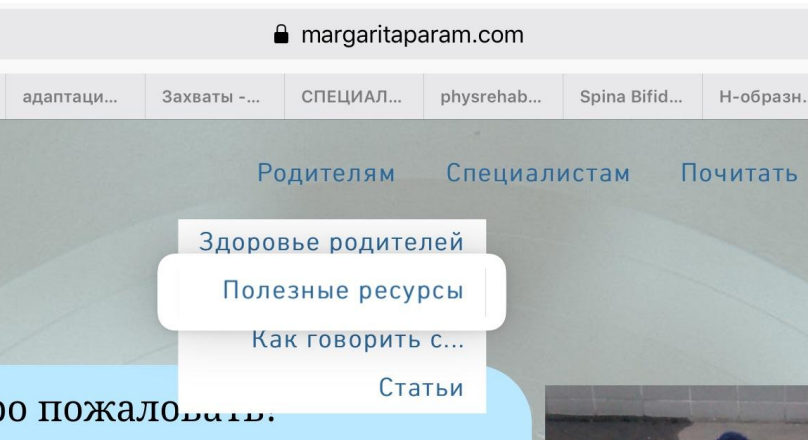 margaritaparam.com
адаптаци... Захваты -... СПЕЦИАЛ... physrehab... Spina Bifid... Н-образн.
Родителям Специалистам Почитать
Здоровье родителей
Полезные ресурсы
Как говорить с...
Статьи
ро пожаловать!